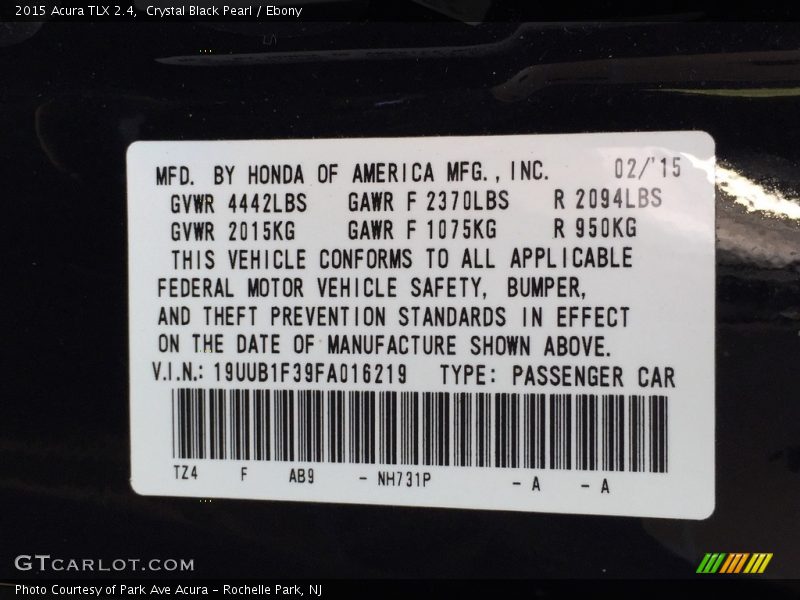 2015 Acura TLX 2.4,  Crystal Black Pearl / Ebony
MFD. BY HONDA OF AMERICA MFG., INC. 02/'15
GVWR 4442LBS GAWR F 2370LBS R 2094LBS
GVWR 2015KG GAWR F 1075KG R 950KG
THIS VEHICLE CONFORMS TO ALL APPLICABLE
FEDERAL MOTOR VEHICLE SAFETY, BUMPER,
AND THEFT PREVENTION STANDARDS IN EFFECT
ON THE DATE OF MANUFACTURE SHOWN ABOVE.
V.I.N.: 19UUB1F39FA016219 TYPE: PASSENGER CAR
TZ4 F AB9 - NH731P - A - A
GTCARLOT.COM
Photo Courtesy of Park Ave Acura - Rochelle Park, NJ